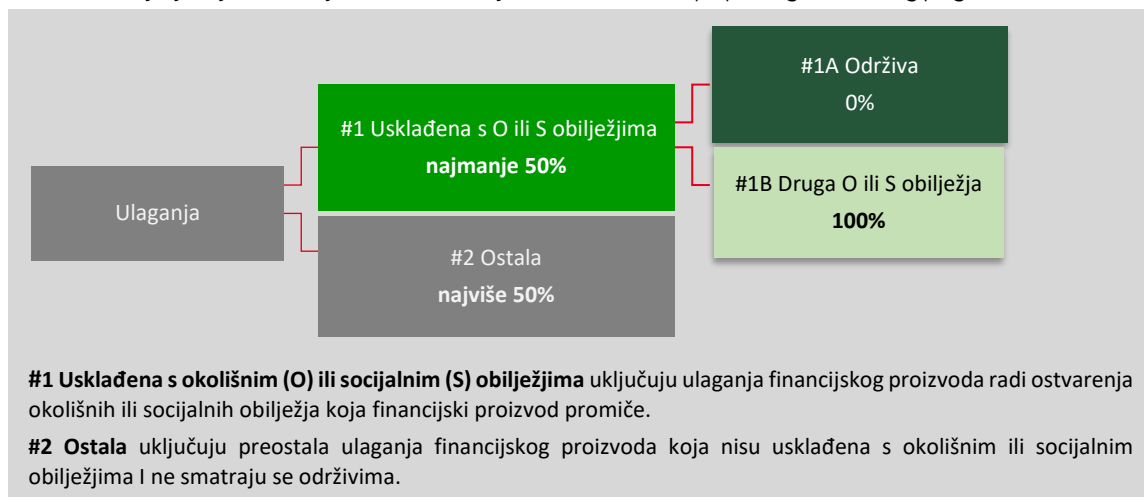 #1A Održiva
0%
#1 Usklađena s O ili S obilježjima
najmanje 50%
#1B Druga O ili S obilježja
100%
Ulaganja
#2 Ostala
najviše 50%
#1 Usklađena s okolišnim (O) ili socijalnim (S) obilježjima uključuju ulaganja financijskog proizvoda radi ostvarenja
okolišnih ili socijalnih obilježja koja financijski proizvod promiče.
#2 Ostala uključuju preostala ulaganja financijskog proizvoda koja nisu usklađena s okolišnim ili socijalnim
obilježjima I ne smatraju se održivima.